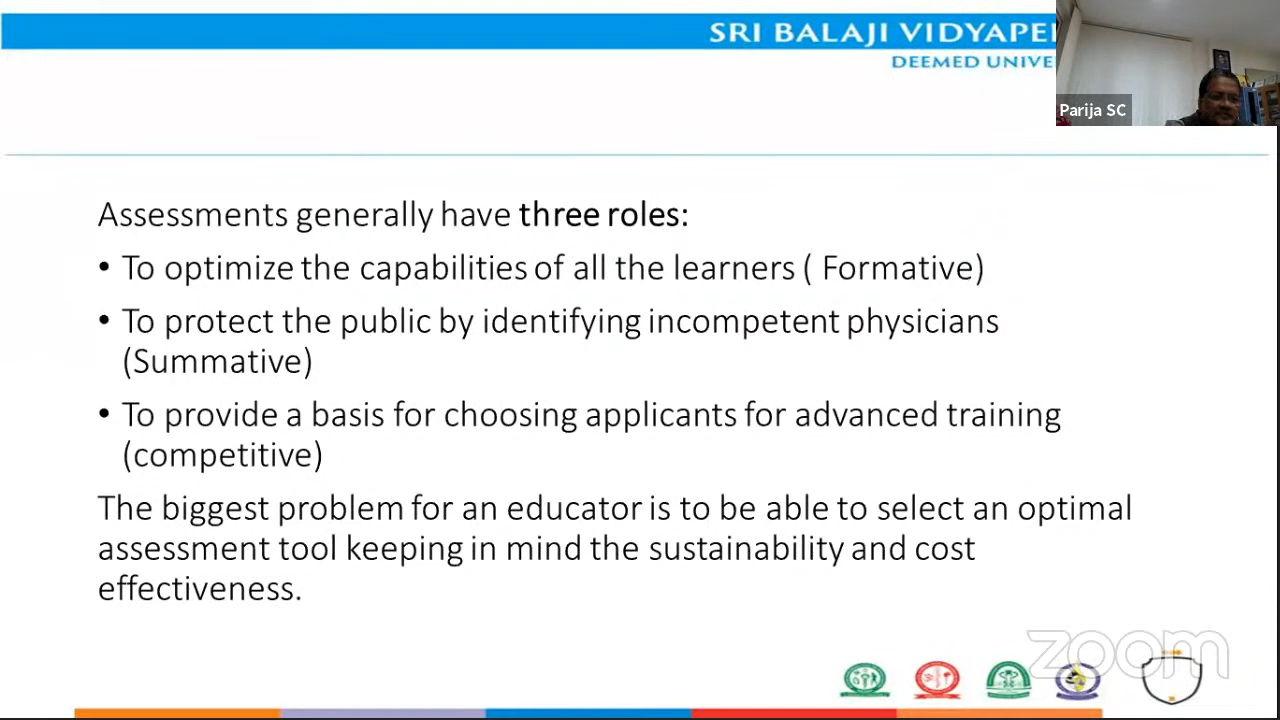 SRI BALAJI VIDYAPE
DEEMED UNIVE
Parija SC
Assessments generally have three roles:
• To optimize the capabilities of all the learners ( Formative)
• To protect the public by identifying incompetent physicians
(Summative)
• To provide a basis for choosing applicants for advanced training
(competitive)
The biggest problem for an educator is to be able to select an optimal
assessment tool keeping in mind the sustainability and cost
effectiveness.
zoom